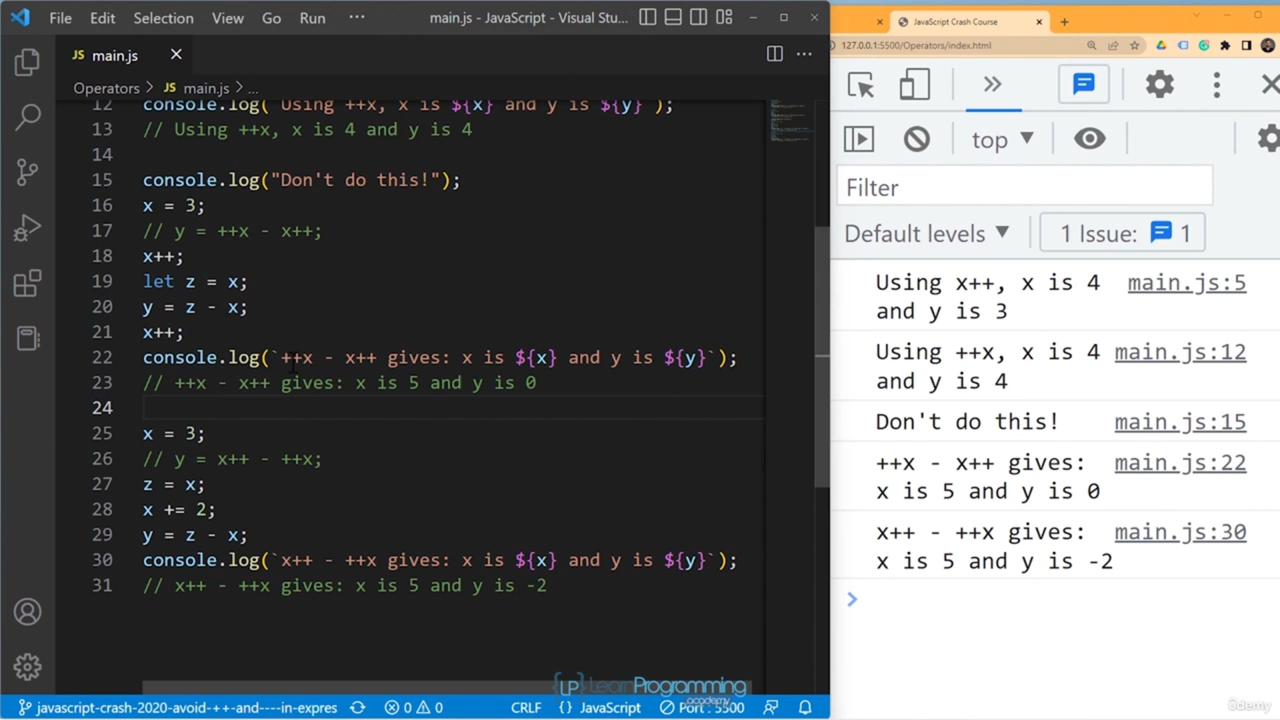 File Edit Selection View Go Run ··· main.js - JavaScript - Visual Stu...
JS main.js
Operators > JS main.js > ...
12 console.log(`Using ++x, x is ${x} and y is ${y}`);
13 // Using ++x, x is 4 and y is 4
14
15 console.log("Don't do this!");
16 x = 3;
17 // y = ++x - x++;
18 x++;
19 let z = x;
20 y = z - x;
21 x++;
22 console.log(`++x - x++ gives: x is ${x} and y is ${y}`);
23 // ++x - x++ gives: x is 5 and y is 0
24
25 x = 3;
26 // y = x++ - ++x;
27 z = x;
28 x += 2;
29 y = z - x;
30 console.log(`x++ - ++x gives: x is ${x} and y is ${y}`);
31 // x++ - ++x gives: x is 5 and y is -2
{LP} LearnProgramming
academy
javascript-crash-2020-avoid-++-and----in-expres 0 0 CRLF {} JavaScript Port : 5500
JavaScript Crash Course
127.0.0.1:5500/Operators/index.html
top
Filter
Default levels 1 Issue: 1
Using x++, x is 4 main.js:5
and y is 3
Using ++x, x is 4 main.js:12
and y is 4
Don't do this! main.js:15
++x - x++ gives: main.js:22
x is 5 and y is 0
x++ - ++x gives: main.js:30
x is 5 and y is -2
ûdemy